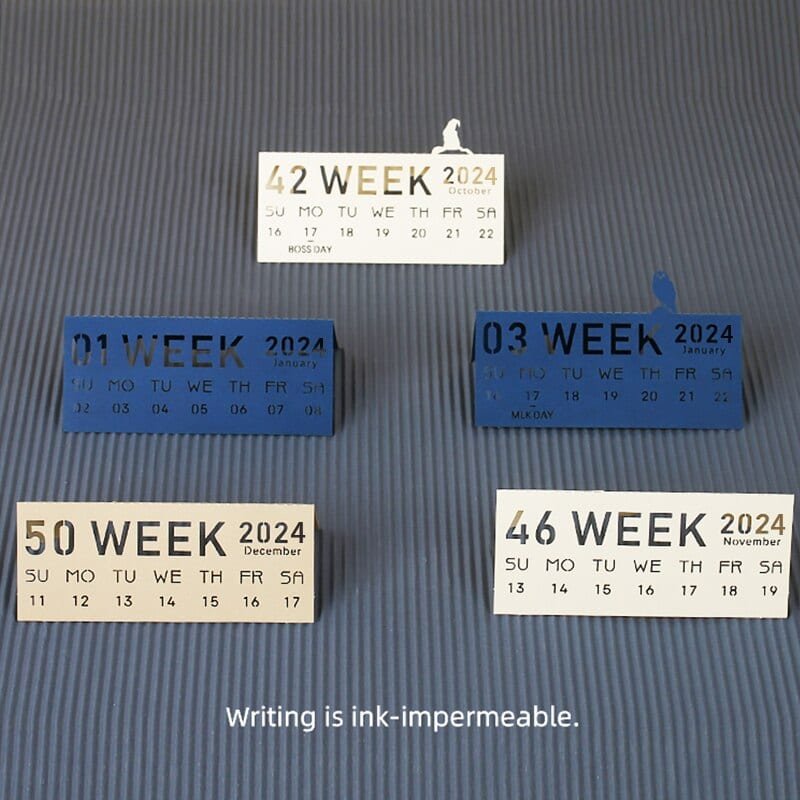 42 WEEK 2024
October
SU MO TU WE TH FR SA
16 17 18 19 20 21 22
BOSS DAY
01 WEEK 2024
January
SU MO TU WE TH FR SA
02 03 04 05 06 07 08
03 WEEK 2024
January
SU MO TU WE TH FR SA
16 17 18 19 20 21 22
MLK DAY
50 WEEK 2024
December
SU MO TU WE TH FR SA
11 12 13 14 15 16 17
46 WEEK 2024
November
SU MO TU WE TH FR SA
13 14 15 16 17 18 19
Writing is ink-impermeable.